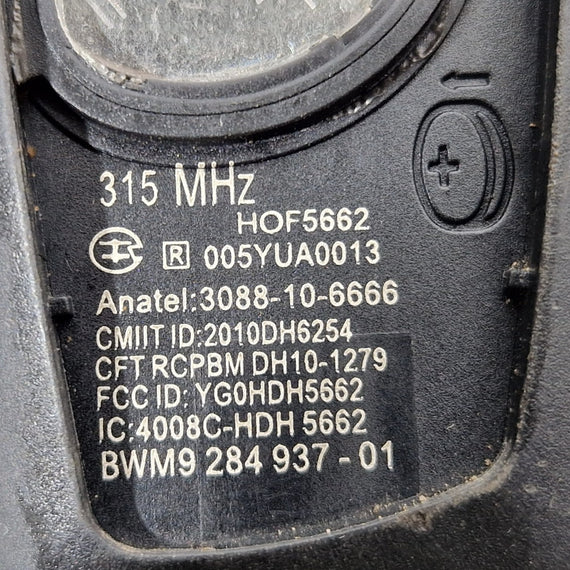 315 MHz
HOF5662
R 005YUA0013
Anatel:3088-10-6666
CMIIT ID:2010DH6254
CFT RCPBM DH10-1279
FCC ID: YG0HDH5662
IC:4008C-HDH 5662
BWM9 284 937 - 01